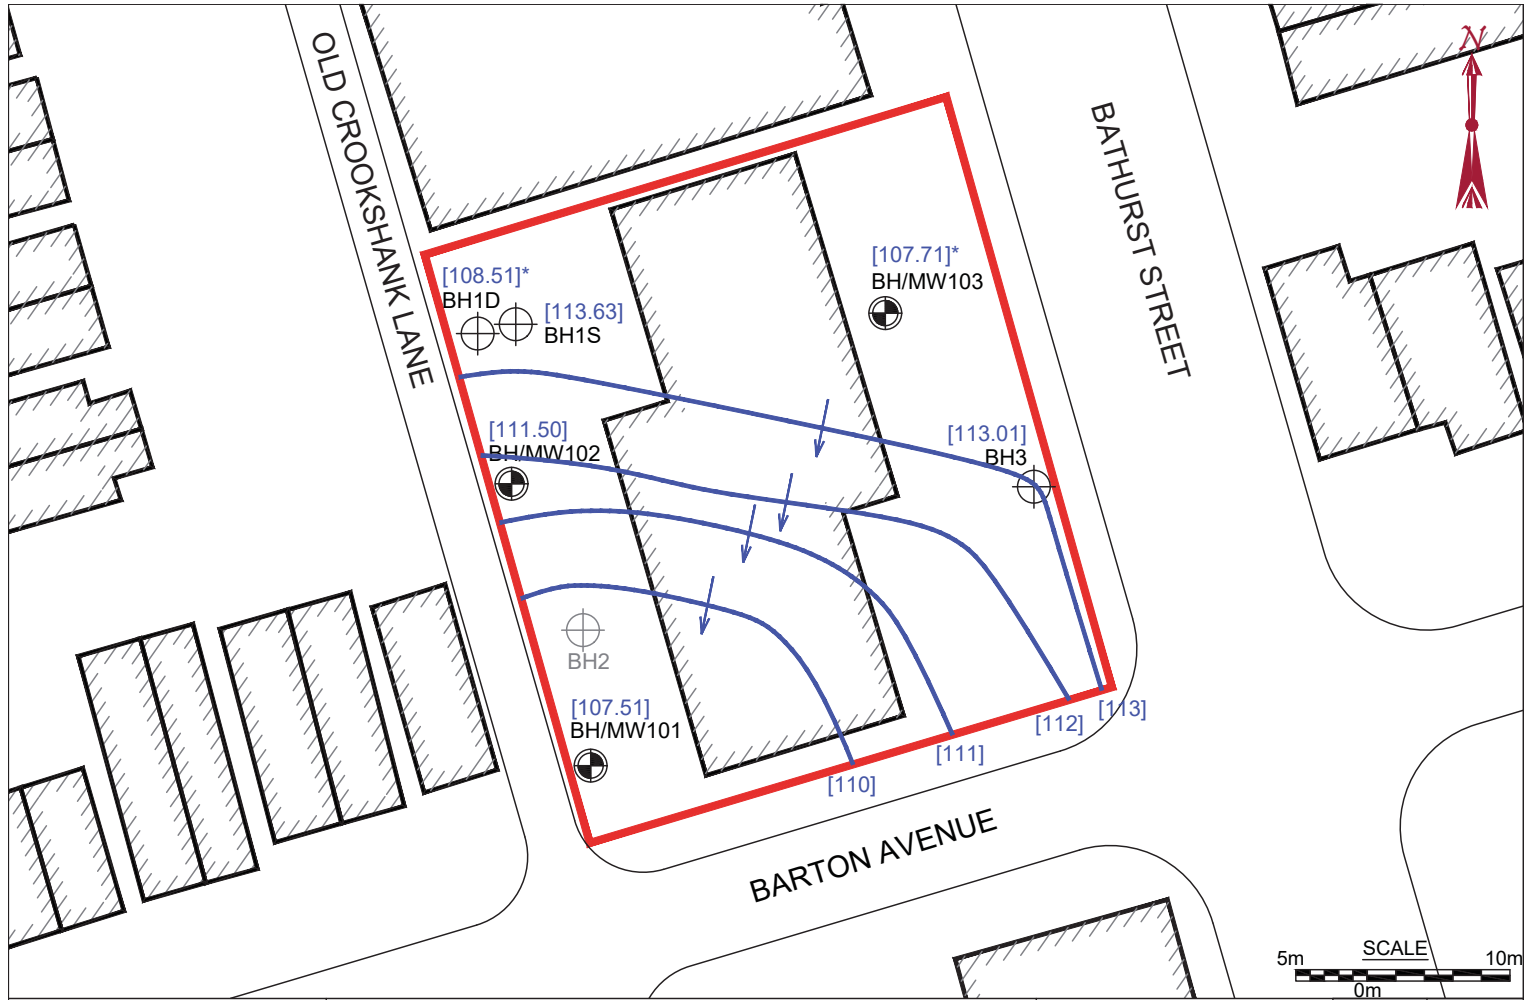 N
OLD CROOKSHANK LANE
BATHURST STREET
[108.51]*
BH1D
[113.63]
BH1S
[107.71]*
BH/MW103
[111.50]
BH/MW102
[113.01]
BH3
BH2
[107.51]
BH/MW101
[110]
[111]
[112]
[113]
BARTON AVENUE
SCALE
5m
10m
0m